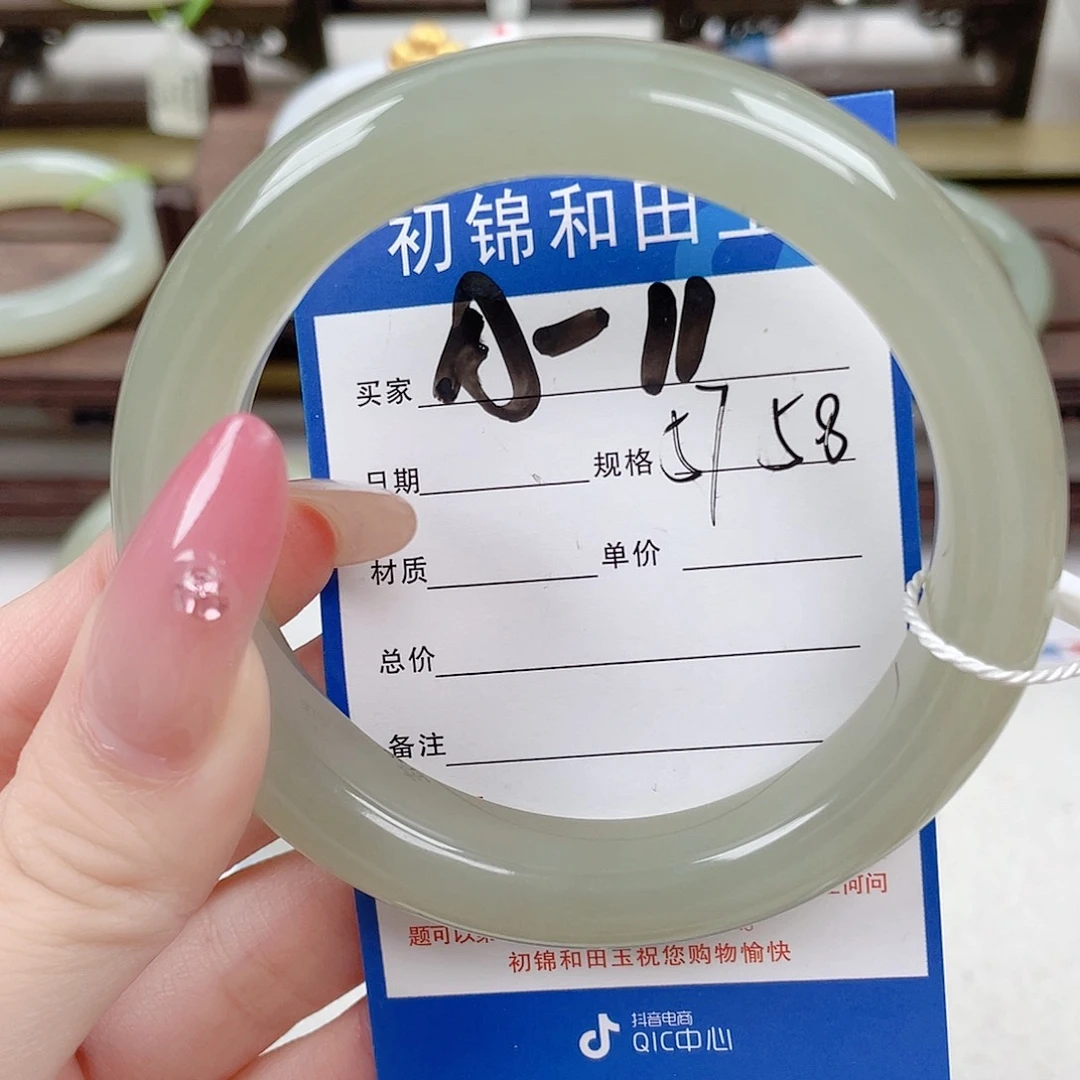 初锦和田玉
买家 A-11
日期 规格 57 58
材质 单价
总价
备注
何问
题可以
初锦和田玉祝您购物愉快
抖音电商
QIC中心